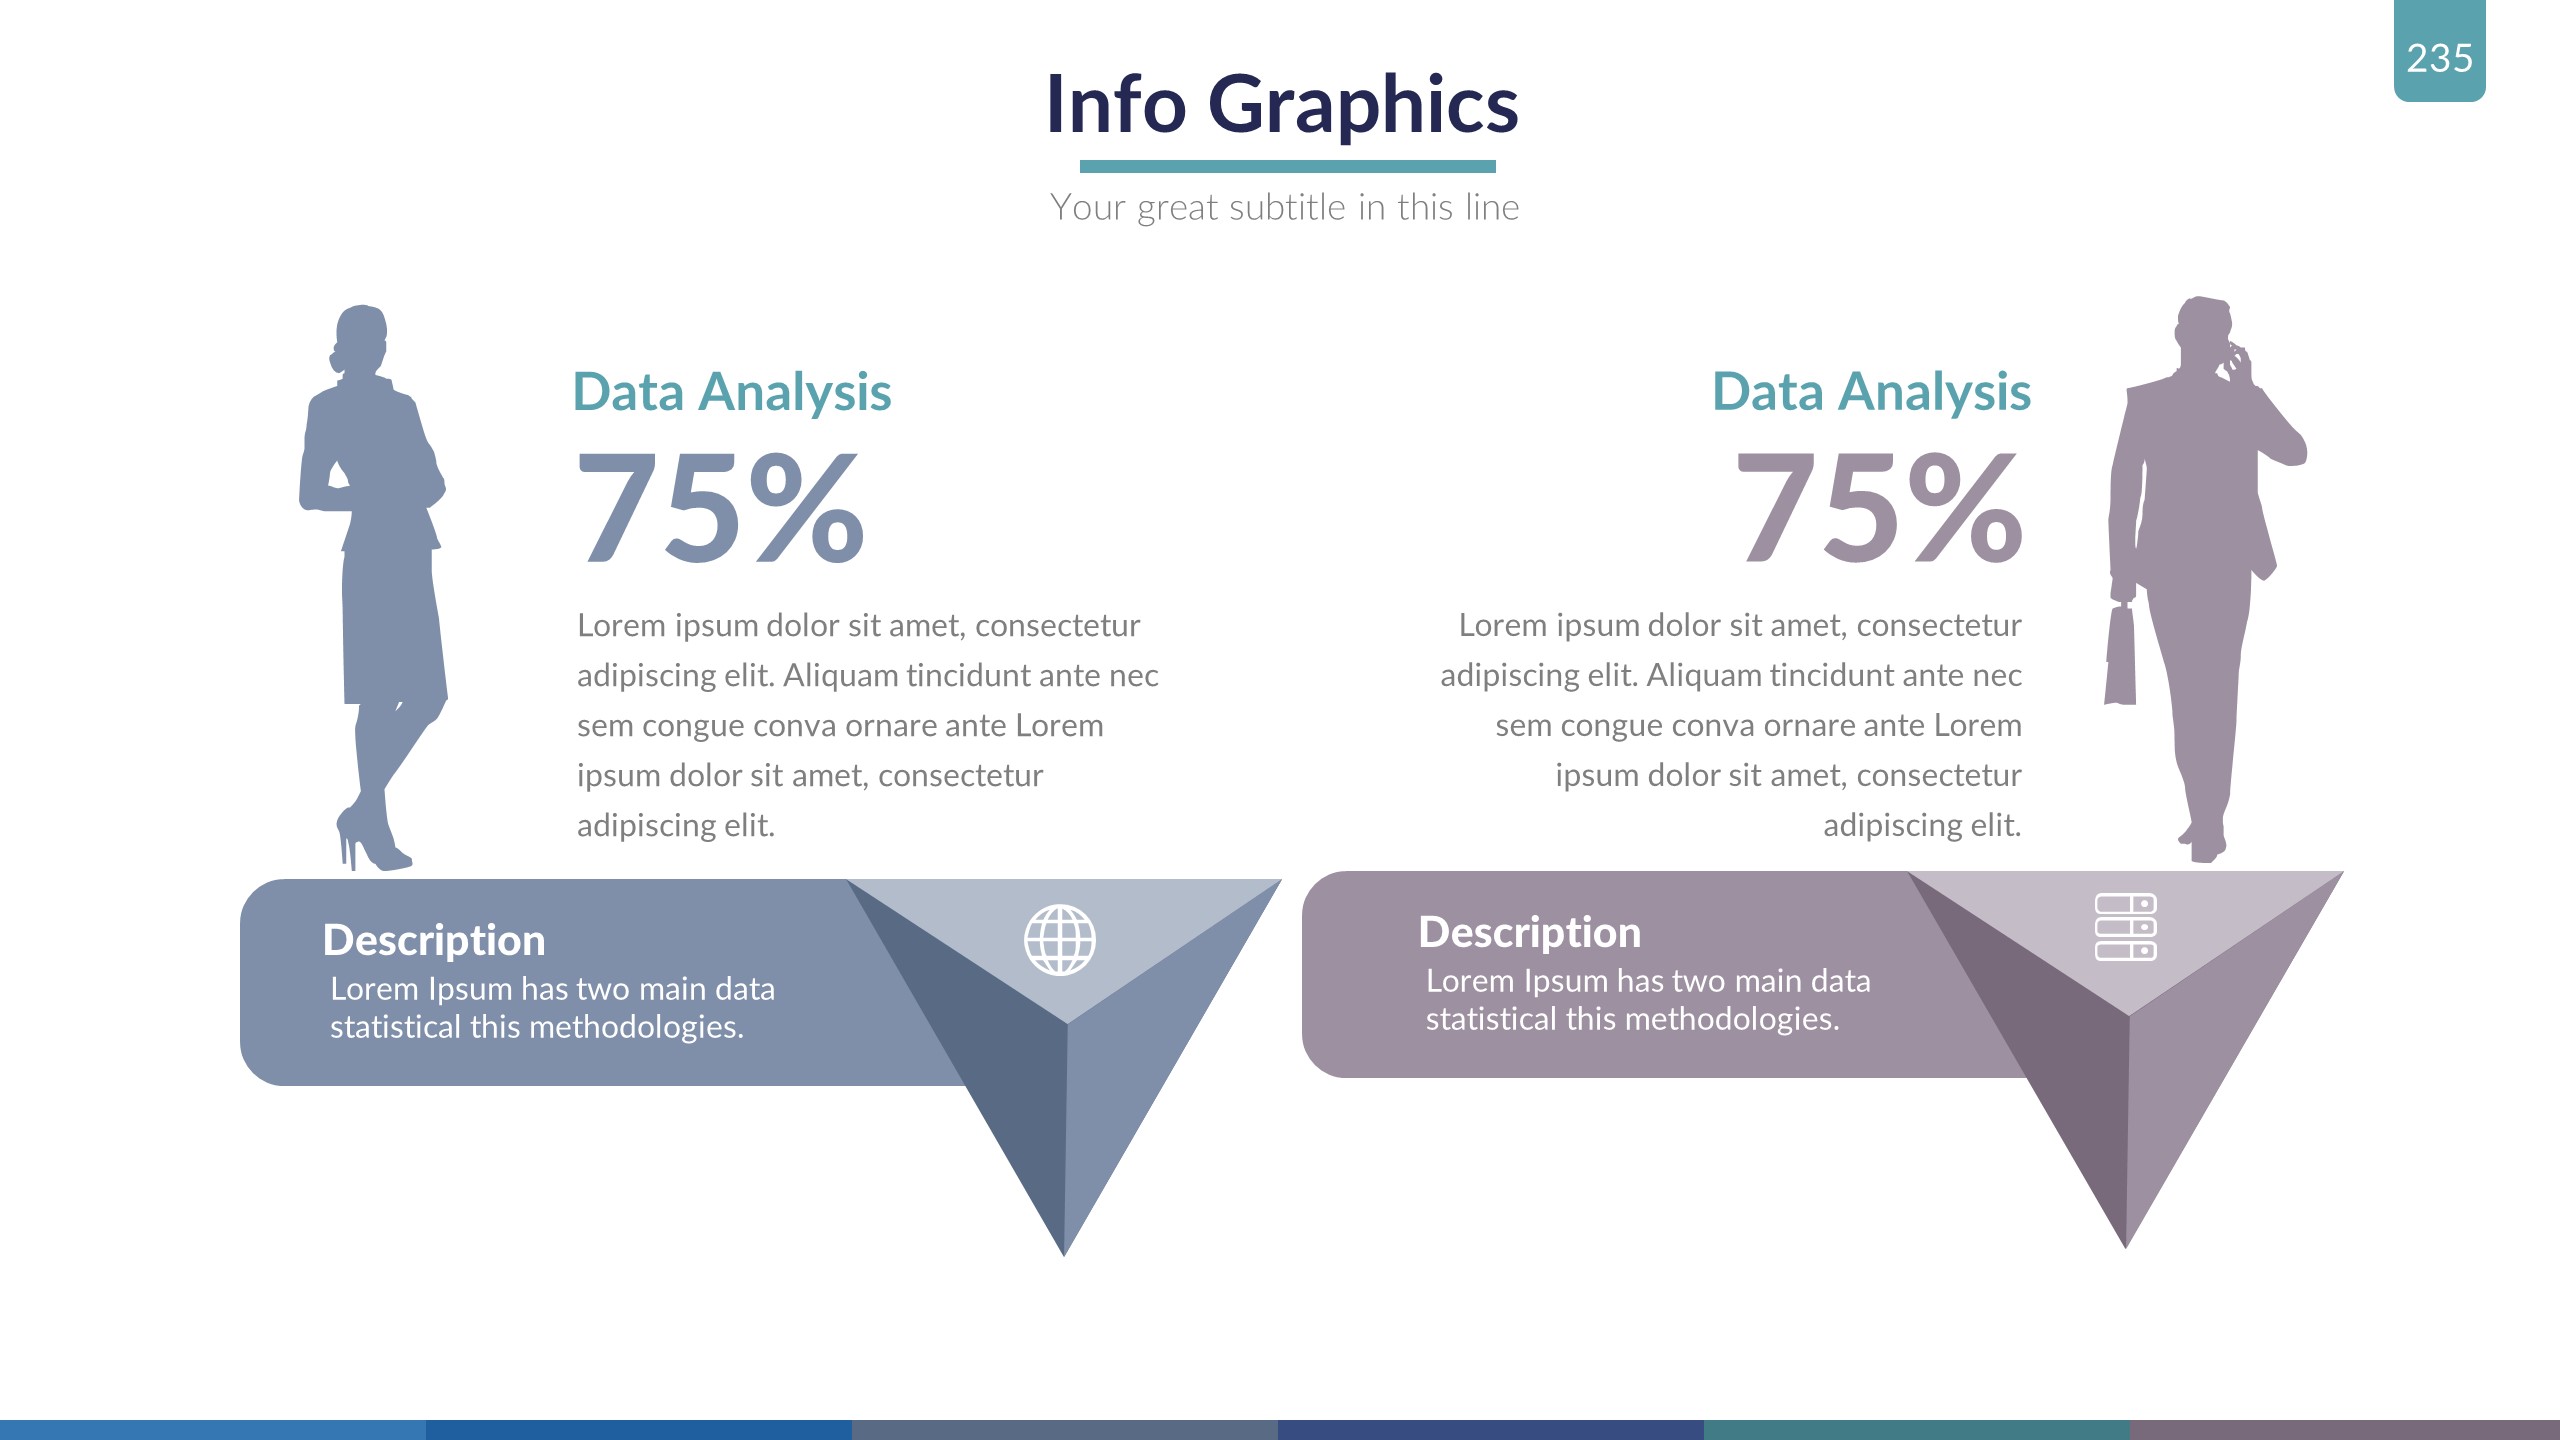 235
Info Graphics
Your great subtitle in this line
Data Analysis
75%
Lorem ipsum dolor sit amet, consectetur
adipiscing elit. Aliquam tincidunt ante nec
sem congue conva ornare ante Lorem
ipsum dolor sit amet, consectetur
adipiscing elit.
Data Analysis
75%
Lorem ipsum dolor sit amet, consectetur
adipiscing elit. Aliquam tincidunt ante nec
sem congue conva ornare ante Lorem
ipsum dolor sit amet, consectetur
adipiscing elit.
Description
Lorem Ipsum has two main data
statistical this methodologies.
Description
Lorem Ipsum has two main data
statistical this methodologies.